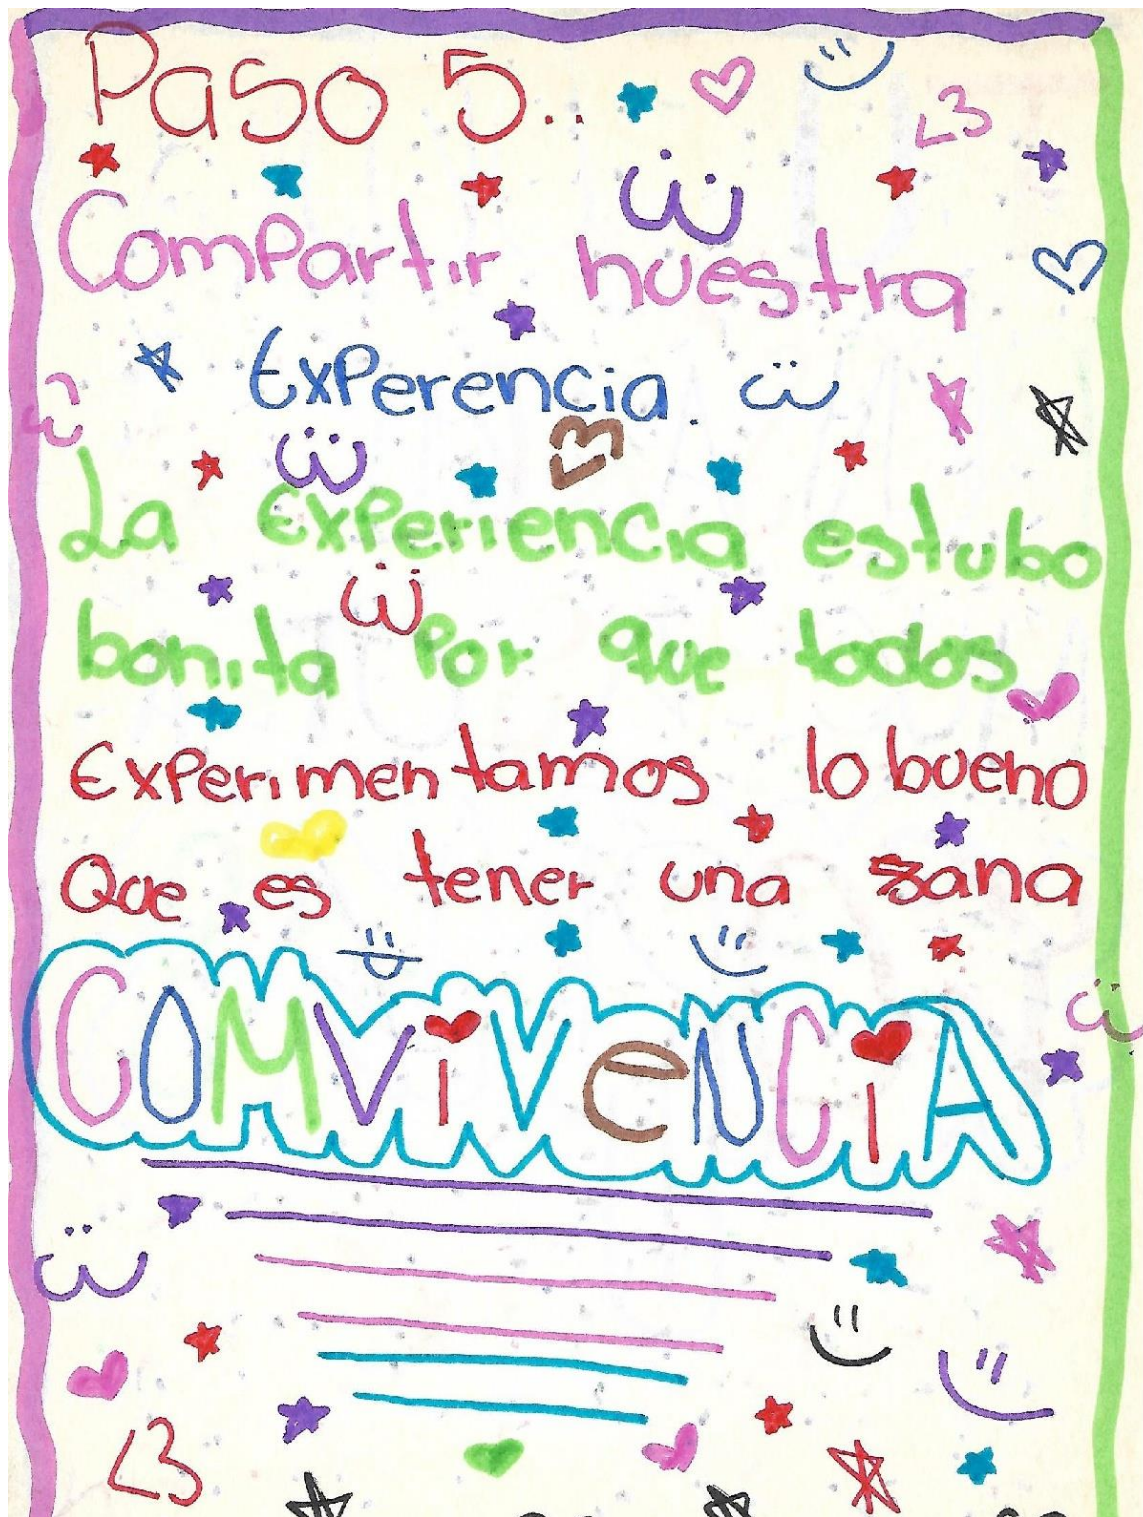 Paso 5..
Compartir nuestra
Experencia.
La Experiencia estubo
bonita Por que todos
Experimentamos lo bueno
Que es tener una sana
COMVIVENCIA